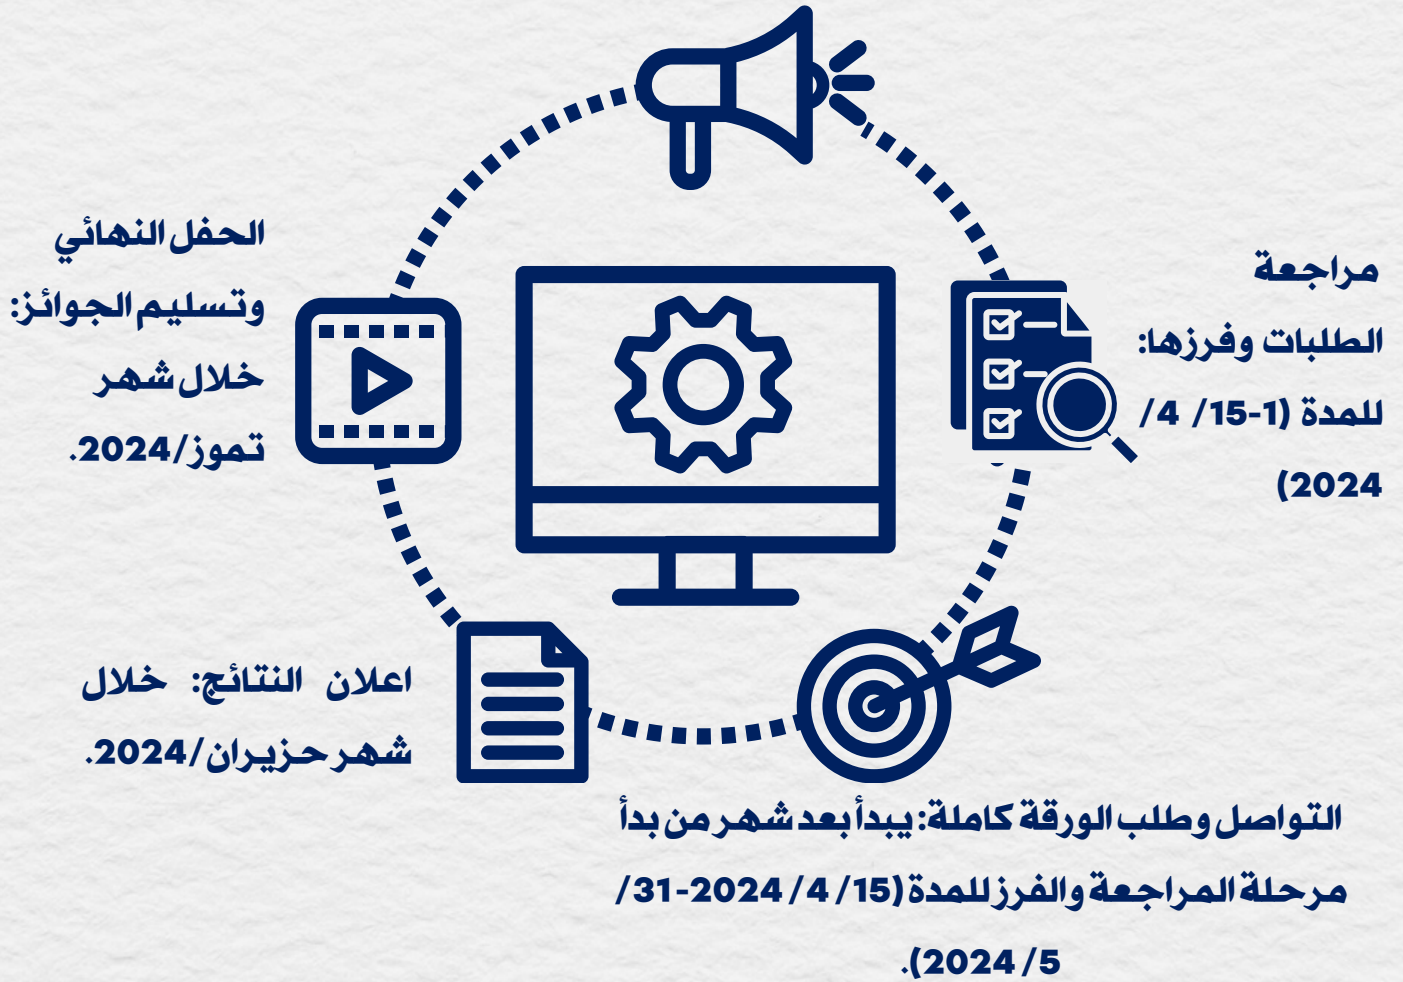 مراجعة
الطلبات وفرزها:
للمدة (1-15/ 4/
2024)
التواصل وطلب الورقة كاملة: يبدأ بعد شهر من بدأ
مرحلة المراجعة والفرز للمدة (15/ 4/ 2024-31/
5/ 2024).
اعلان النتائج: خلال
شهر حزيران/2024.
الحفل النهائي
وتسليم الجوائز:
خلال شهر
تموز/2024.